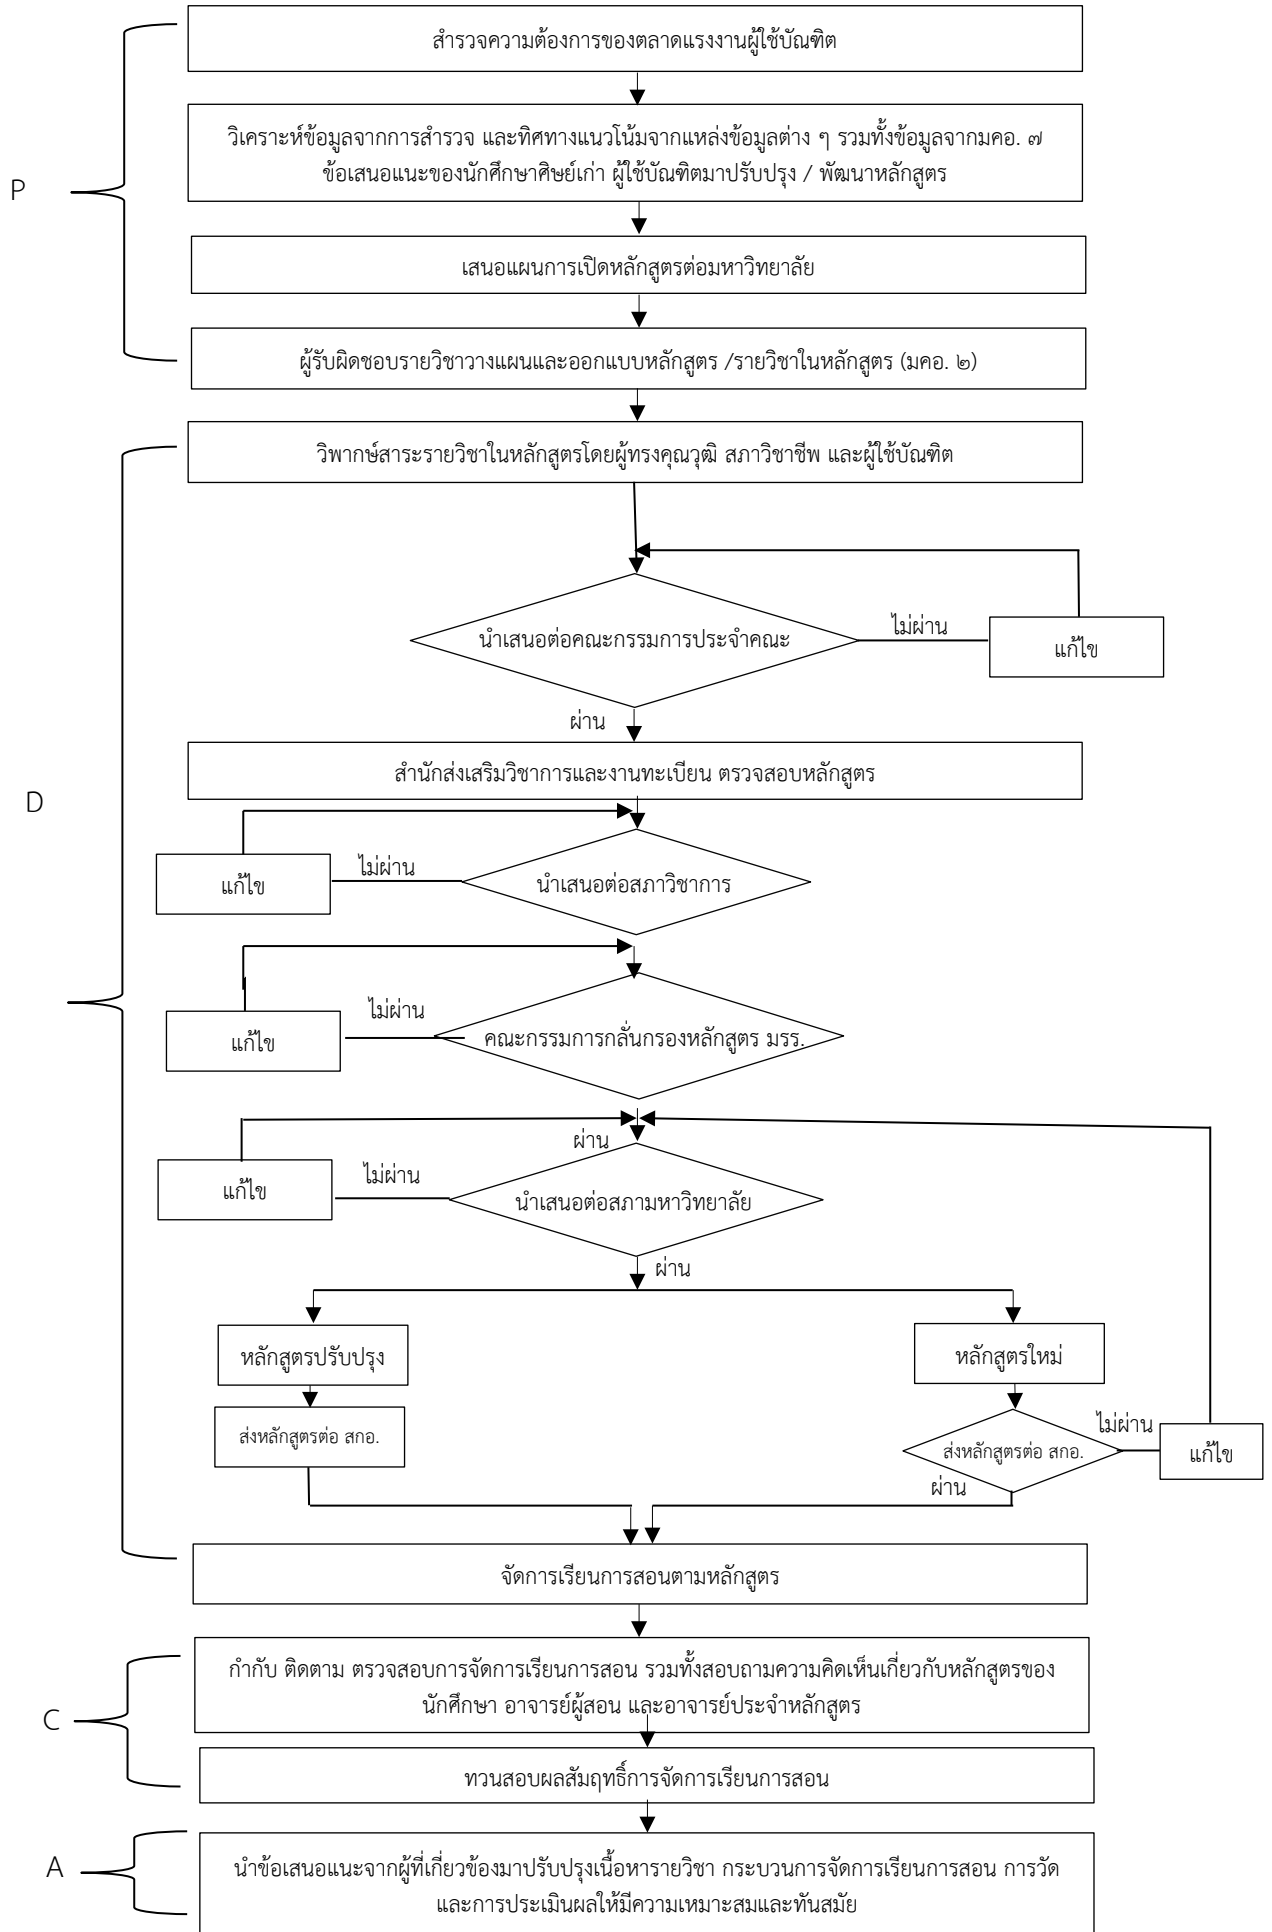 สำรวจความต้องการของตลาดแรงงานผู้ใช้บัณฑิต
วิเคราะห์ข้อมูลจากการสำรวจ และทิศทางแนวโน้มจากแหล่งข้อมูลต่าง ๆ รวมทั้งข้อมูลจากมคอ. ๗
ข้อเสนอแนะของนักศึกษาศิษย์เก่า ผู้ใช้บัณฑิตมาปรับปรุง / พัฒนาหลักสูตร
P
เสนอแผนการเปิดหลักสูตรต่อมหาวิทยาลัย
ผู้รับผิดชอบรายวิชาวางแผนและออกแบบหลักสูตร /รายวิชาในหลักสูตร (มคอ. ๒)
วิพากษ์สาระรายวิชาในหลักสูตรโดยผู้ทรงคุณวุฒิ สภาวิชาชีพ และผู้ใช้บัณฑิต
นำเสนอต่อคณะกรรมการประจำคณะ
ไม่ผ่าน
แก้ไข
ผ่าน
สำนักส่งเสริมวิชาการและงานทะเบียน ตรวจสอบหลักสูตร
D
แก้ไข
ไม่ผ่าน
นำเสนอต่อสภาวิชาการ
แก้ไข
ไม่ผ่าน
คณะกรรมการกลั่นกรองหลักสูตร มรร.
ผ่าน
แก้ไข
ไม่ผ่าน
นำเสนอต่อสภามหาวิทยาลัย
ผ่าน
หลักสูตรปรับปรุง
หลักสูตรใหม่
ส่งหลักสูตรต่อ สกอ.
ส่งหลักสูตรต่อ สกอ.
ไม่ผ่าน
แก้ไข
ผ่าน
จัดการเรียนการสอนตามหลักสูตร
กำกับ ติดตาม ตรวจสอบการจัดการเรียนการสอน รวมทั้งสอบถามความคิดเห็นเกี่ยวกับหลักสูตรของ
นักศึกษา อาจารย์ผู้สอน และอาจารย์ประจำหลักสูตร
C
ทวนสอบผลสัมฤทธิ์การจัดการเรียนการสอน
A
นำข้อเสนอแนะจากผู้ที่เกี่ยวข้องมาปรับปรุงเนื้อหารายวิชา กระบวนการจัดการเรียนการสอน การวัด
และการประเมินผลให้มีความเหมาะสมและทันสมัย